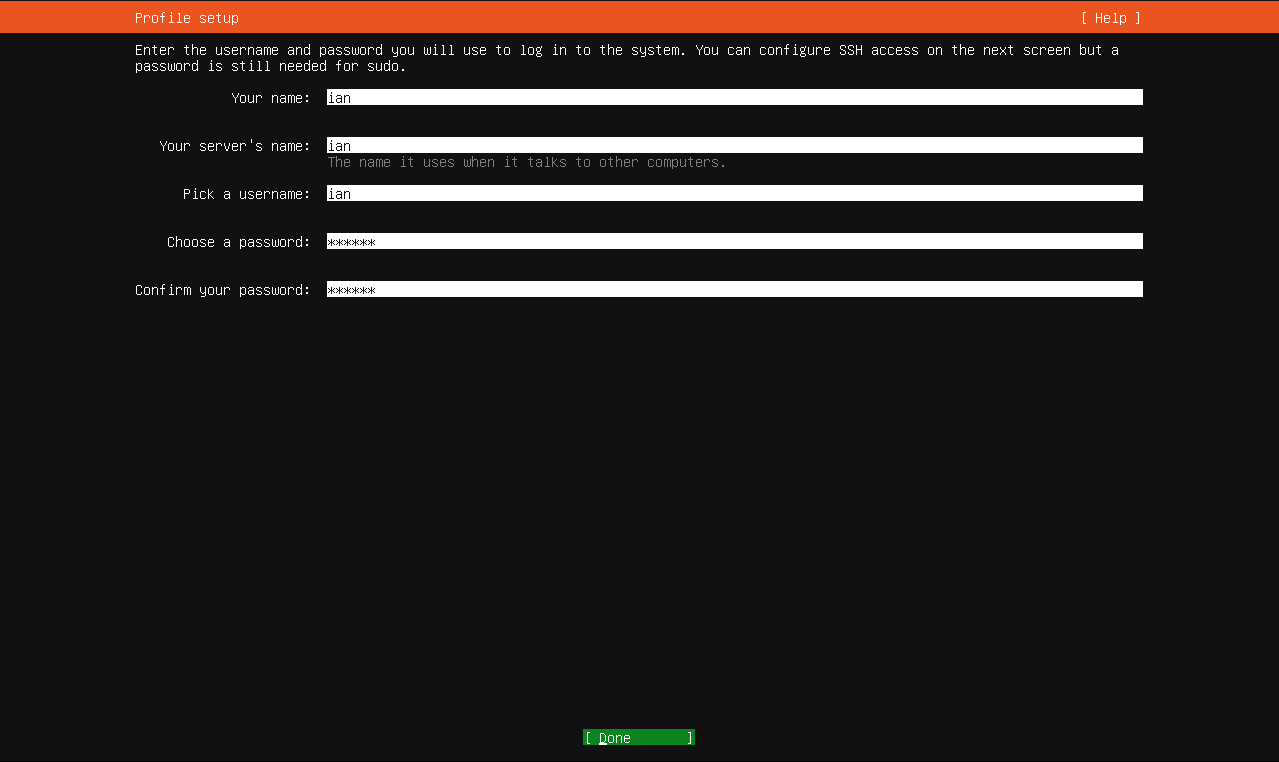 Profile setup [ Help ]
Enter the username and password you will use to log in to the system. You can configure SSH access on the next screen but a
password is still needed for sudo.
Your name: ian
Your server's name: ian
The name it uses when it talks to other computers.
Pick a username: ian
Choose a password: ******
Confirm your password: ******
[ Done ]